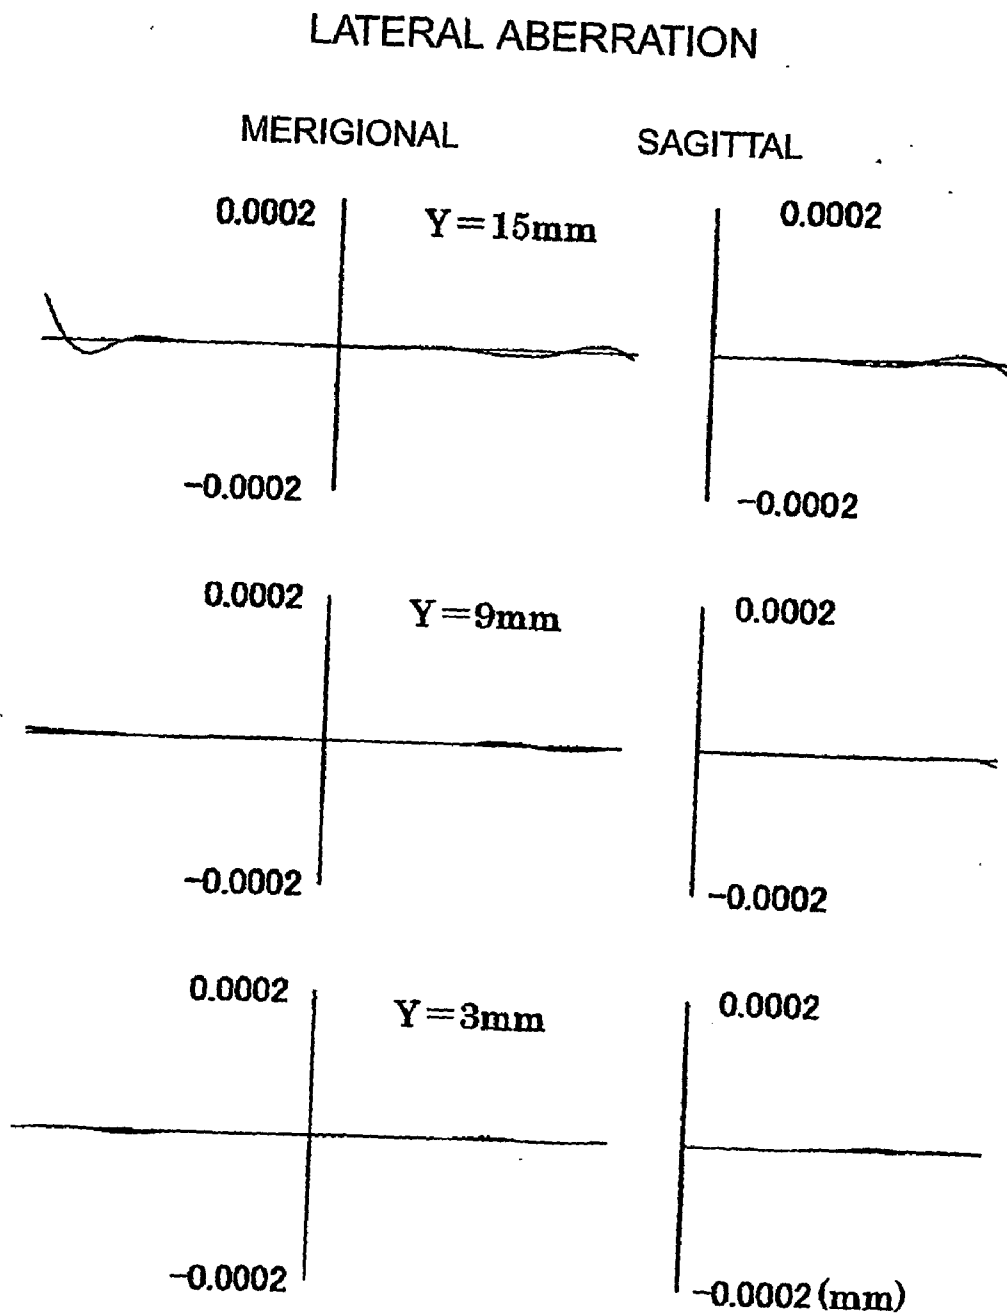 LATERAL ABERRATION
MERIGIONAL SAGITTAL
0.0002 Y=15mm 0.0002
-0.0002 -0.0002
0.0002 Y=9mm 0.0002
-0.0002 -0.0002
0.0002 Y=3mm 0.0002
-0.0002 -0.0002 (mm)